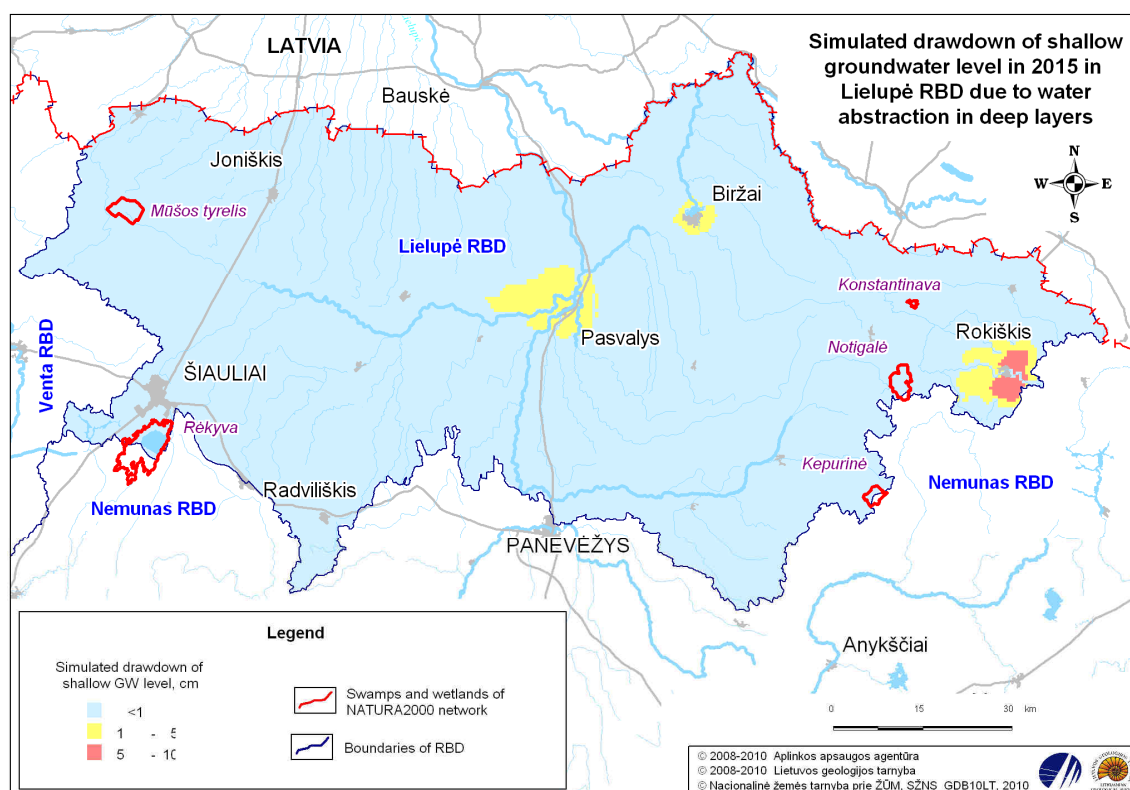 Simulated drawdown of shallow
groundwater level in 2015 in
Lielupė RBD due to water
abstraction in deep layers
LATVIA
Bauskė
Joniškis
Mūšos tyrelis
Biržai
N
W E
S
Lielupė RBD
Konstantinava
Rokiškis
Pasvalys
Notigalė
Venta RBD
ŠIAULIAI
Rėkyva
Kepurinė
Radviliškis
Nemunas RBD
Nemunas RBD
PANEVĖŽYS
Anykščiai
Legend
Simulated drawdown of
shallow GW level, cm
<1
1 - 5
5 - 10
Swamps and wetlands of
NATURA2000 network
Boundaries of RBD
0 15 30 km
© 2008-2010 Aplinkos apsaugos agentūra
© 2008-2010 Lietuvos geologijos tarnyba
© Nacionalinė žemės tarnyba prie ŽŪM, SŽNS GDB10LT, 2010